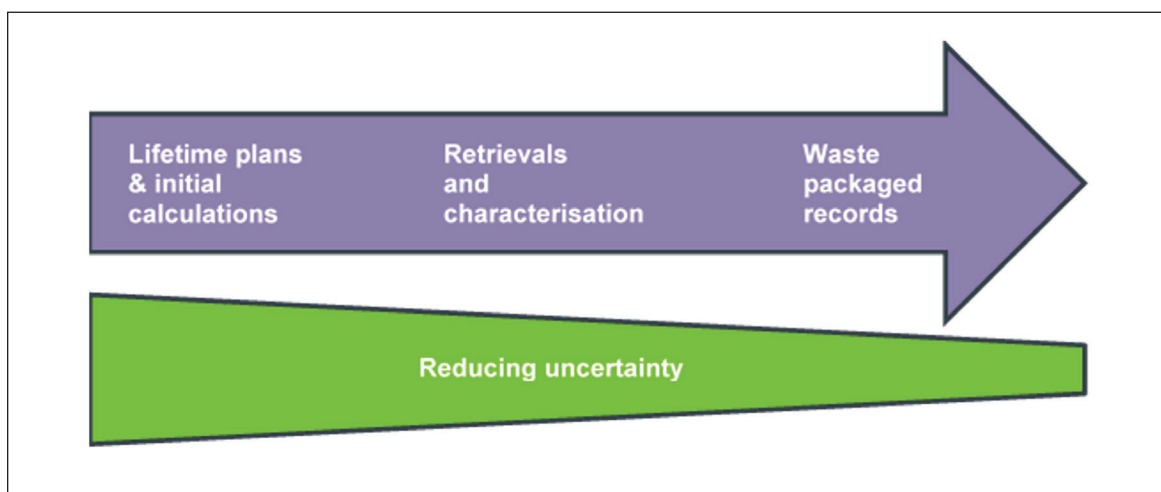 Lifetime plans
& initial
calculations
Retrievals
and
characterisation
Waste
packaged
records
Reducing uncertainty